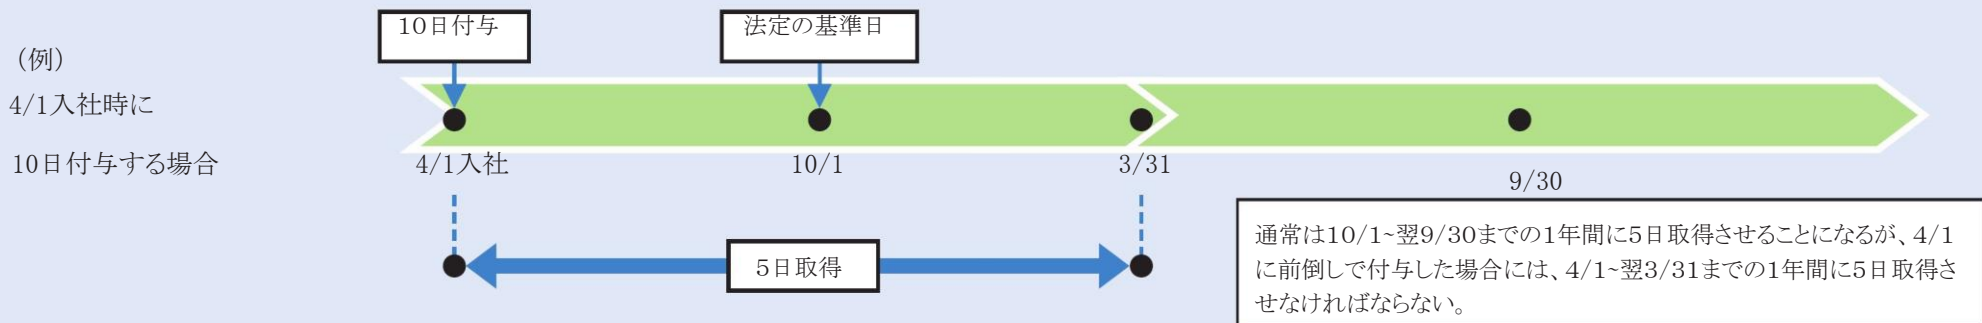 10日付与
法定の基準日
(例)
4/1入社時に
10日付与する場合
4/1入社
10/1
3/31
9/30
5日取得
通常は10/1~翌9/30までの1年間に5日取得させることになるが、4/1
に前倒しで付与した場合には、4/1~翌3/31までの1年間に5日取得さ
せなければならない。